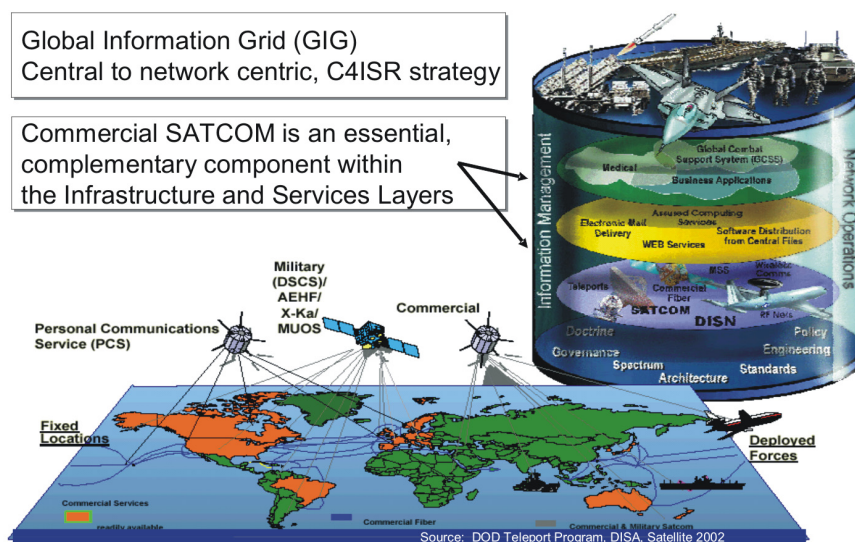 Global Information Grid (GIG)
Central to network centric, C4ISR strategy
Commercial SATCOM is an essential,
complementary component within
the Infrastructure and Services Layers
Information Management
Network Operations
Global Combat
Support System (GCSS)
Medical
Business Applications
Assured Computing
Services
Electronic Mail
Delivery
Software Distribution
from Central Files
WEB Services
MSS
Wireless
Comms
Teleports
Commercial
Fiber
SATCOM
DISN
RF Nets
Doctrine
Policy
Governance
Engineering
Spectrum
Standards
Architecture
Military
(DSCS)/
AEHF/
X-Ka/
MUOS
Commercial
Personal Communications
Service (PCS)
Fixed
Locations
Deployed
Forces
Commercial Services
readily available
Commercial Fiber
Commercial & Military Satcom
Source: DOD Teleport Program, DISA, Satellite 2002